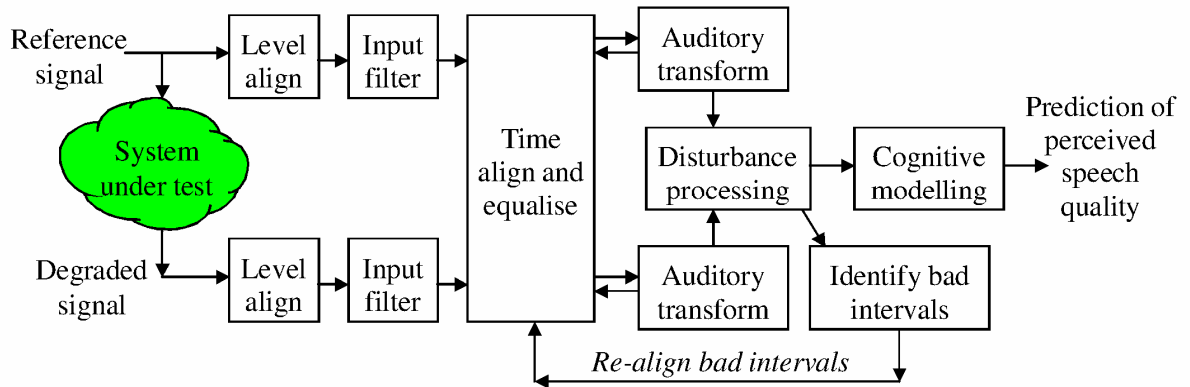 Reference
signal
Level
align
Input
filter
Auditory
transform
System
under test
Time
align and
equalise
Disturbance
processing
Cognitive
modelling
Prediction of
perceived
speech
quality
Degraded
signal
Level
align
Input
filter
Auditory
transform
Identify bad
intervals
Re-align bad intervals